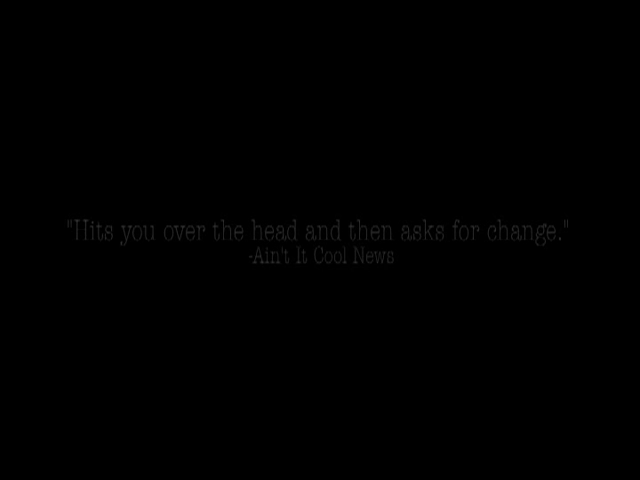 "Hits you over the head and then asks for change."
-Ain't It Cool News